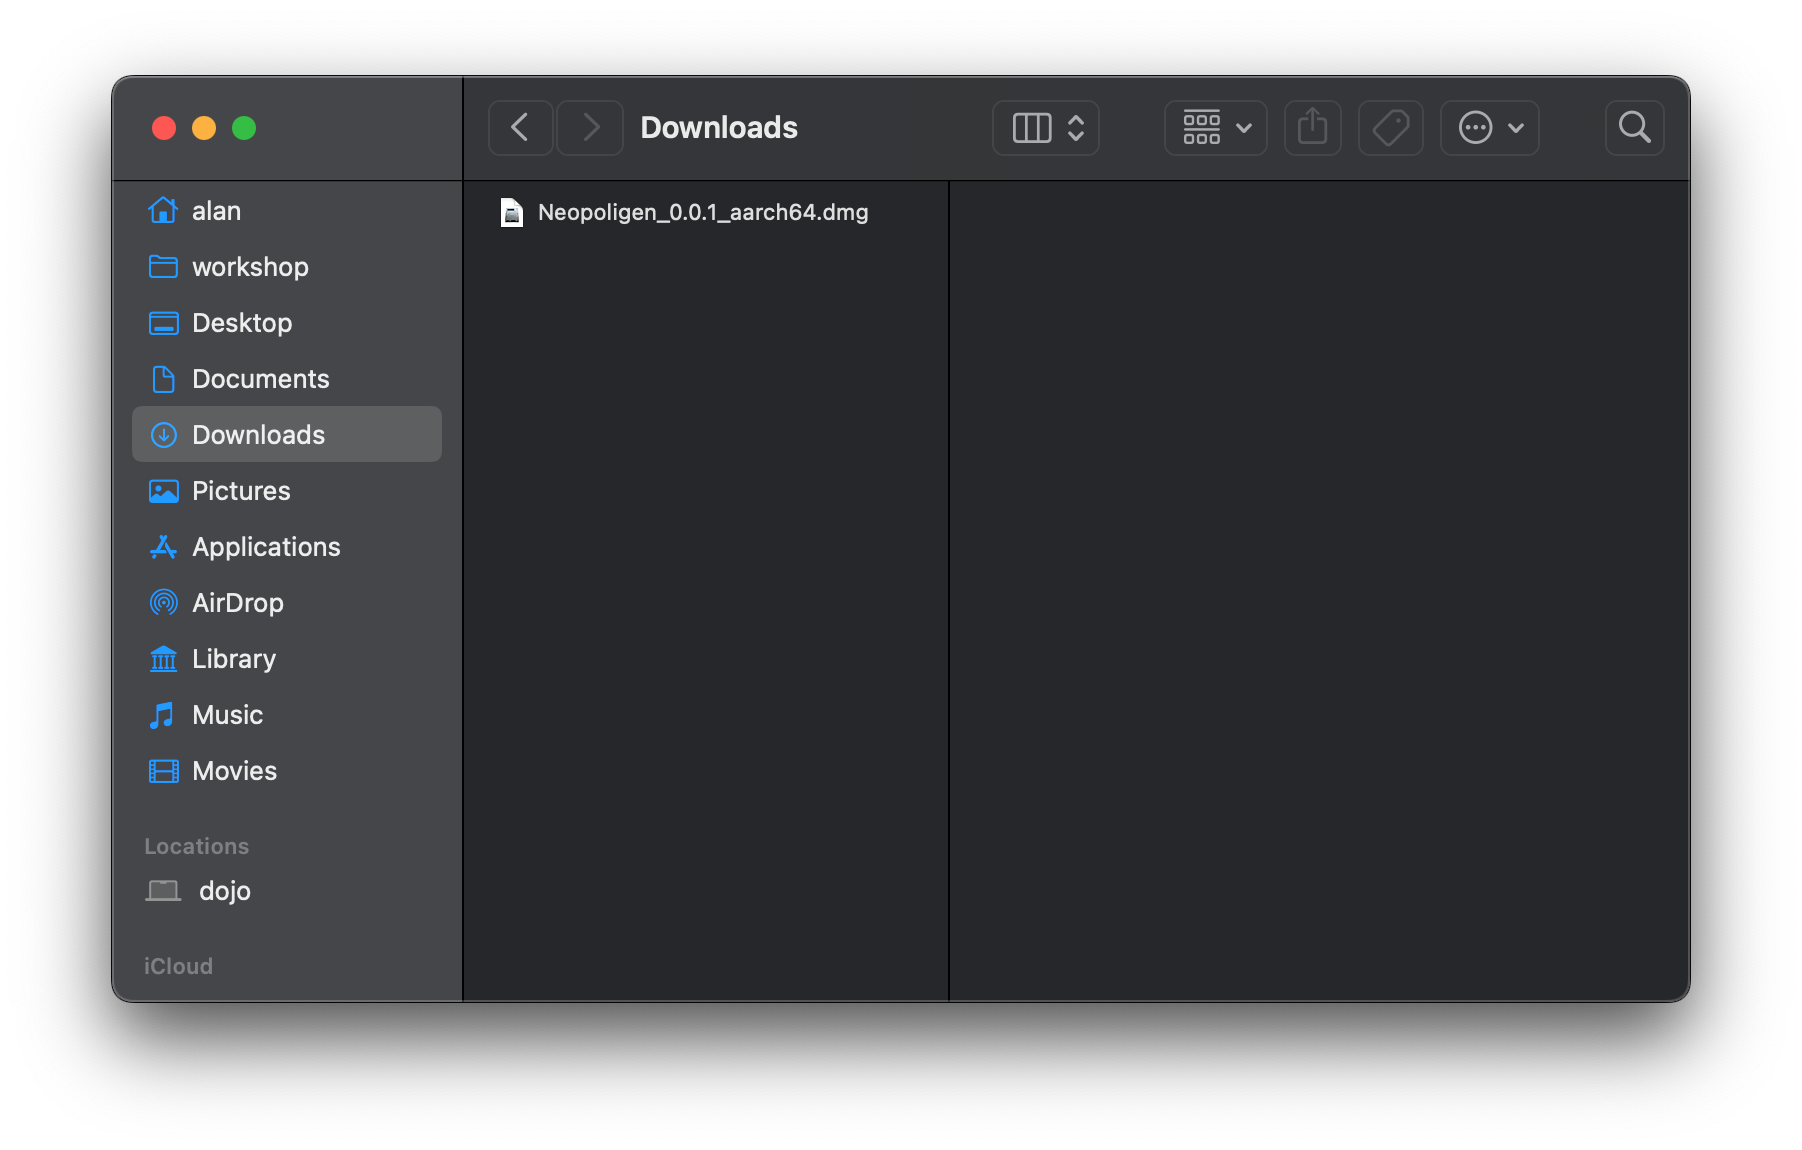 Downloads
alan
workshop
Desktop
Documents
Downloads
Pictures
Applications
AirDrop
Library
Music
Movies
Locations
dojo
iCloud
Neopoligen_0.0.1_aarch64.dmg